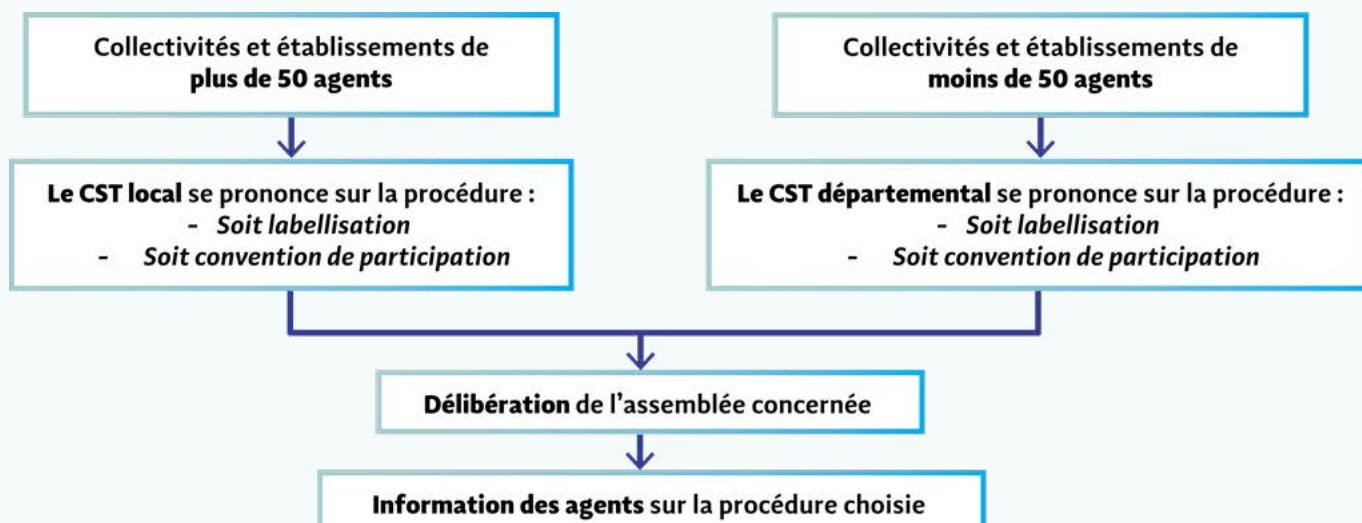 Collectivités et établissements de
plus de 50 agents
Collectivités et établissements de
moins de 50 agents
Le CST local se prononce sur la procédure :
- Soit labellisation
- Soit convention de participation
Le CST départemental se prononce sur la procédure :
- Soit labellisation
- Soit convention de participation
Délibération de l'assemblée concernée
Information des agents sur la procédure choisie